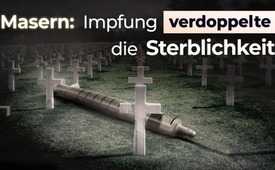 Masern: Impfung verdoppelte
die Sterblichkeit